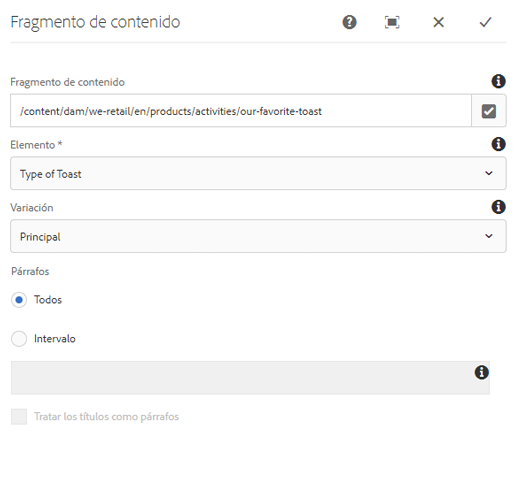 Fragmento de contenido
Fragmento de contenido
/content/dam/we-retail/en/products/activities/our-favorite-toast
Elemento *
Type of Toast
Variación
Principal
Párrafos
Todos
Intervalo
Tratar los títulos como párrafos